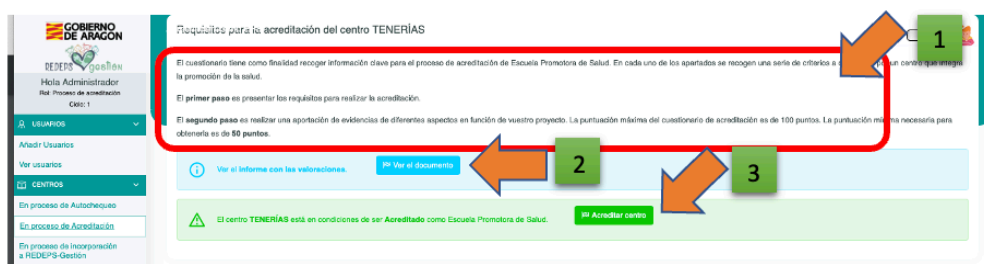 GOBIERNO
DE ARAGON
REDEPS gestion
Hola Administrador
Rol: Proceso de acreditación
Ciclo: 1
USUARIOS
Añadir Usuarios
Ver usuarios
CENTROS
En proceso de Autochequeo
En proceso de Acreditación
En proceso de incorporación
a REDEPS-Gestión
Requisitos para la acreditación del centro TENERÍAS
1
El cuestionario tiene como finalidad recoger información clave para el proceso de acreditación de Escuela Promotora de Salud. En cada uno de los apartados se recogen una serie de criterios a un centro que integra
la promoción de la salud.
El primer paso es presentar los requisitos para realizar la acreditación.
El segundo paso es realizar una aportación de evidencias de diferentes aspectos en función de vuestro proyecto. La puntuación máxima del cuestionario de acreditación es de 100 puntos. La puntuación mínima necesaria para
obtenerla es de 50 puntos.
Ver el informe con las valoraciones.
Ver el documento
2
3
El centro TENERÍAS está en condiciones de ser Acreditado como Escuela Promotora de Salud.
Acreditar centro